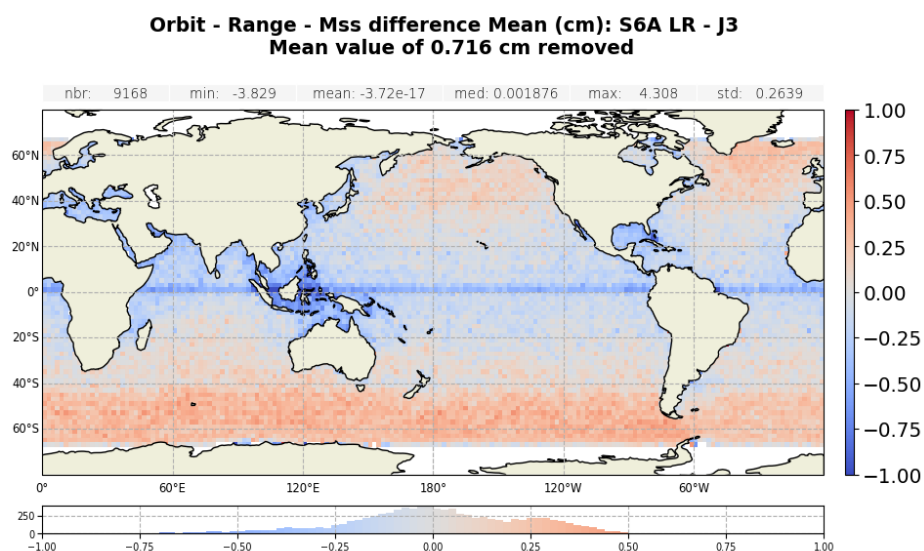 Orbit - Range - Mss difference Mean (cm): S6A LR - J3
Mean value of 0.716 cm removed
nbr: 9168 min: -3.829 mean: -3.72e-17 med: 0.001876 max: 4.308 std: 0.2639
60°N
40°N
20°N
0°
20°S
40°S
60°S
0° 60°E 120°E 180° 120°W 60°W
1.00
0.75
0.50
0.25
0.00
−0.25
−0.50
−0.75
−1.00
250
0
−1.00 −0.75 −0.50 −0.25 0.00 0.25 0.50 0.75 1.00